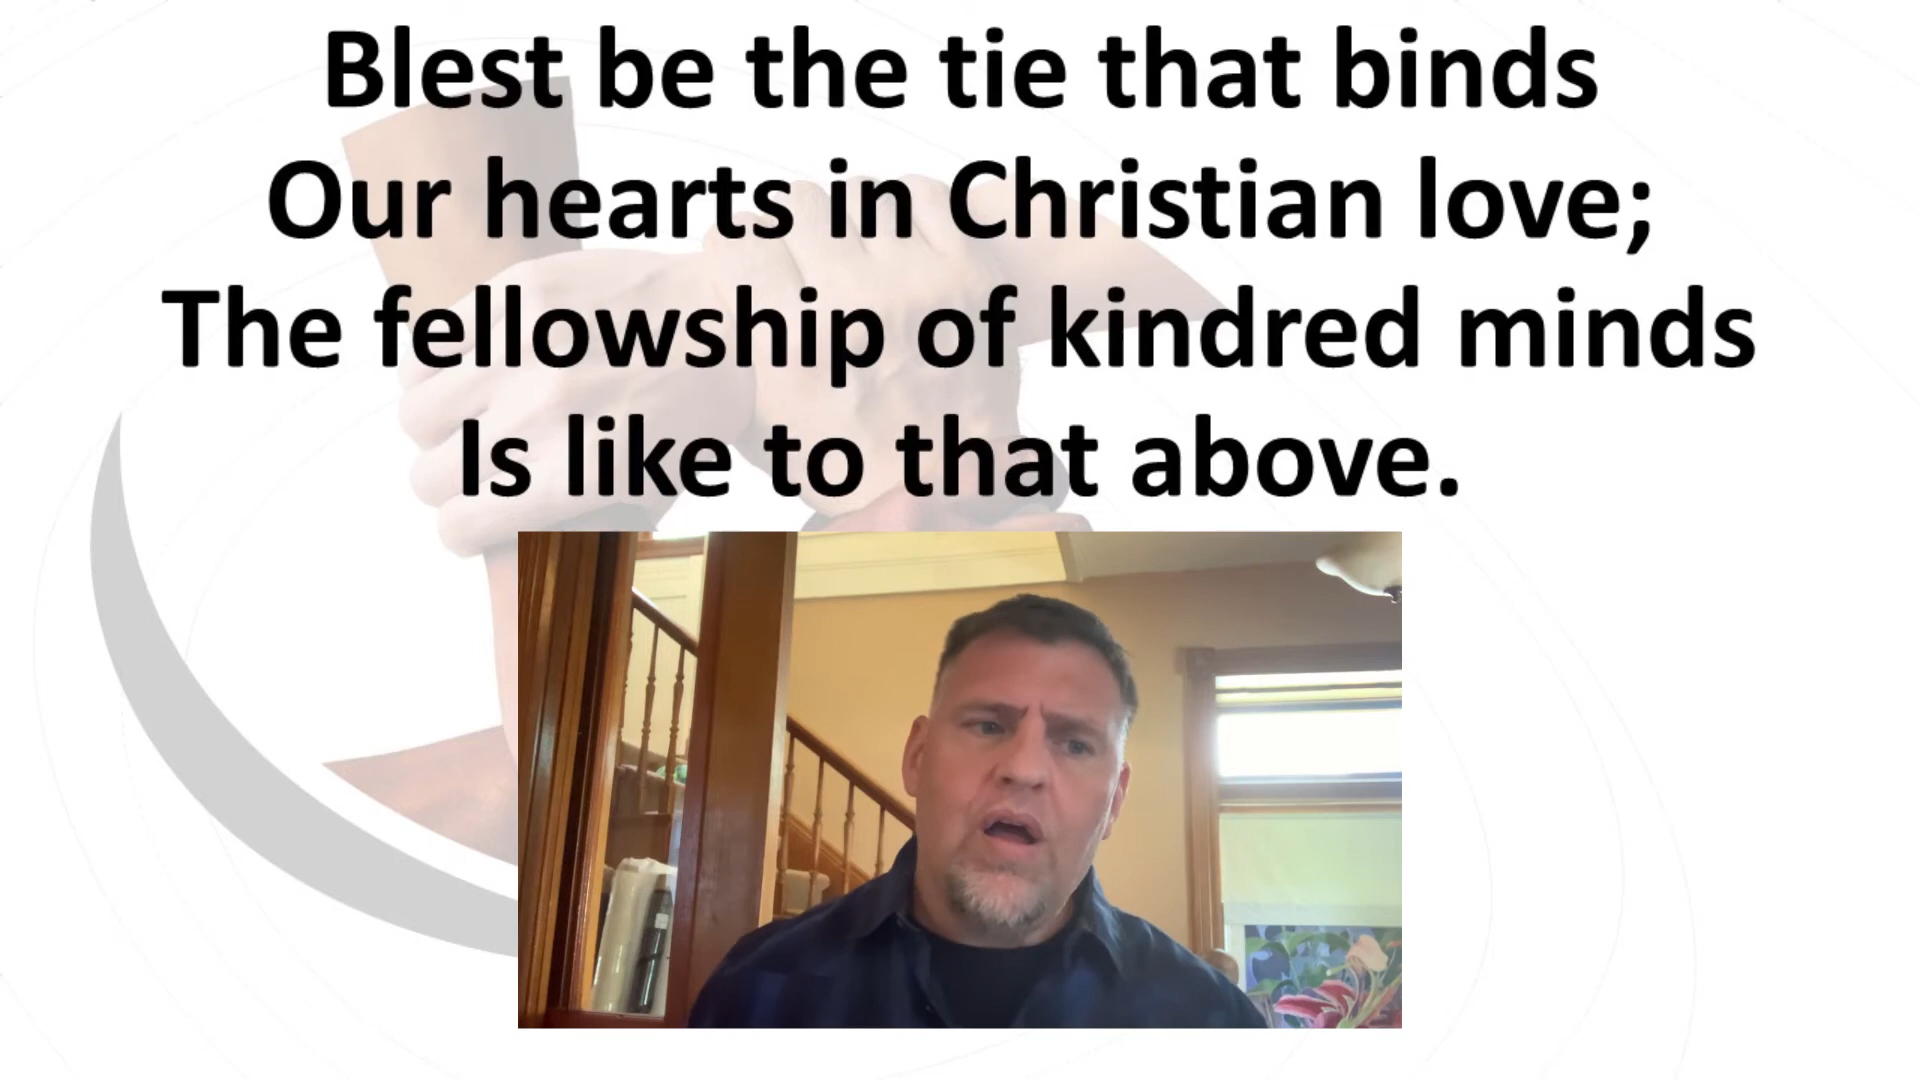 Blest be the tie that binds
Our hearts in Christian love;
The fellowship of kindred minds
Is like to that above.